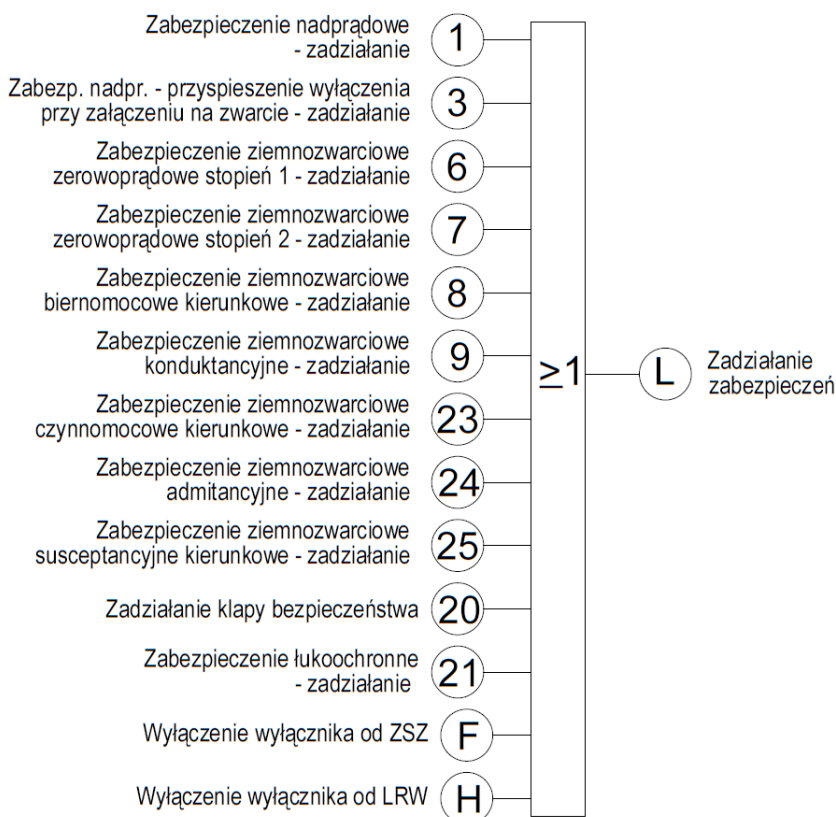 Zabezpieczenie nadprądowe
- zadziałanie
1
Zabezp. nadpr. - przyspieszenie wyłączenia
przy załączeniu na zwarcie - zadziałanie
3
Zabezpieczenie ziemnozwarciowe
zerowoprądowe stopień 1 - zadziałanie
6
Zabezpieczenie ziemnozwarciowe
zerowoprądowe stopień 2 - zadziałanie
7
Zabezpieczenie ziemnozwarciowe
biernomocowe kierunkowe - zadziałanie
8
Zabezpieczenie ziemnozwarciowe
konduktancyjne - zadziałanie
9
Zabezpieczenie ziemnozwarciowe
czynnomocowe kierunkowe - zadziałanie
23
Zabezpieczenie ziemnozwarciowe
admitancyjne - zadziałanie
24
Zabezpieczenie ziemnozwarciowe
susceptancyjne kierunkowe - zadziałanie
25
Zadziałanie klapy bezpieczeństwa
20
Zabezpieczenie łukoochronne
- zadziałanie
21
Wyłączenie wyłącznika od ZSZ
F
Wyłączenie wyłącznika od LRW
H
≥1
L
Zadziałanie
zabezpieczeń